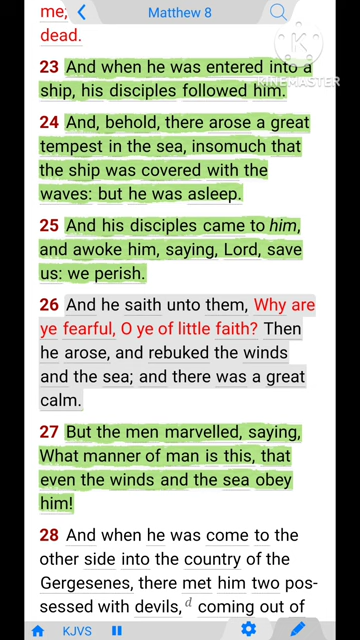 Matthew 8
me;
dead.
23 And when he was entered into a
ship, his disciples followed him.
KINEMASTER
24 And, behold, there arose a great
tempest in the sea, insomuch that
the ship was covered with the
waves: but he was asleep.
25 And his disciples came to him,
and awoke him, saying, Lord, save
us: we perish.
26 And he saith unto them, Why are
ye fearful, O ye of little faith? Then
he arose, and rebuked the winds
and the sea; and there was a great
calm.
27 But the men marvelled, saying,
What manner of man is this, that
even the winds and the sea obey
him!
28 And when he was come to the
other side into the country of the
Gergesenes, there met him two pos-
sessed with devils, d coming out of
KJVS